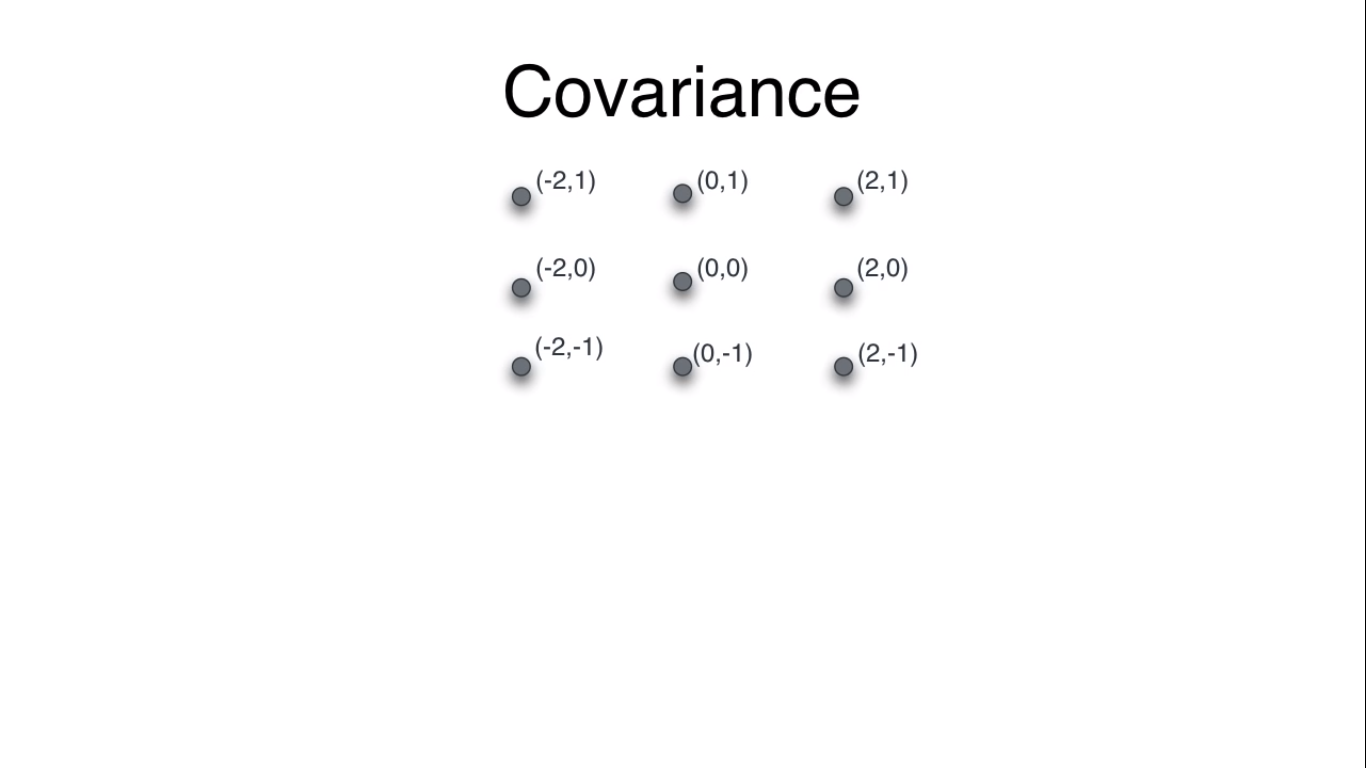 Covariance
(-2,1) (0,1) (2,1)
(-2,0) (0,0) (2,0)
(-2,-1) (0,-1) (2,-1)